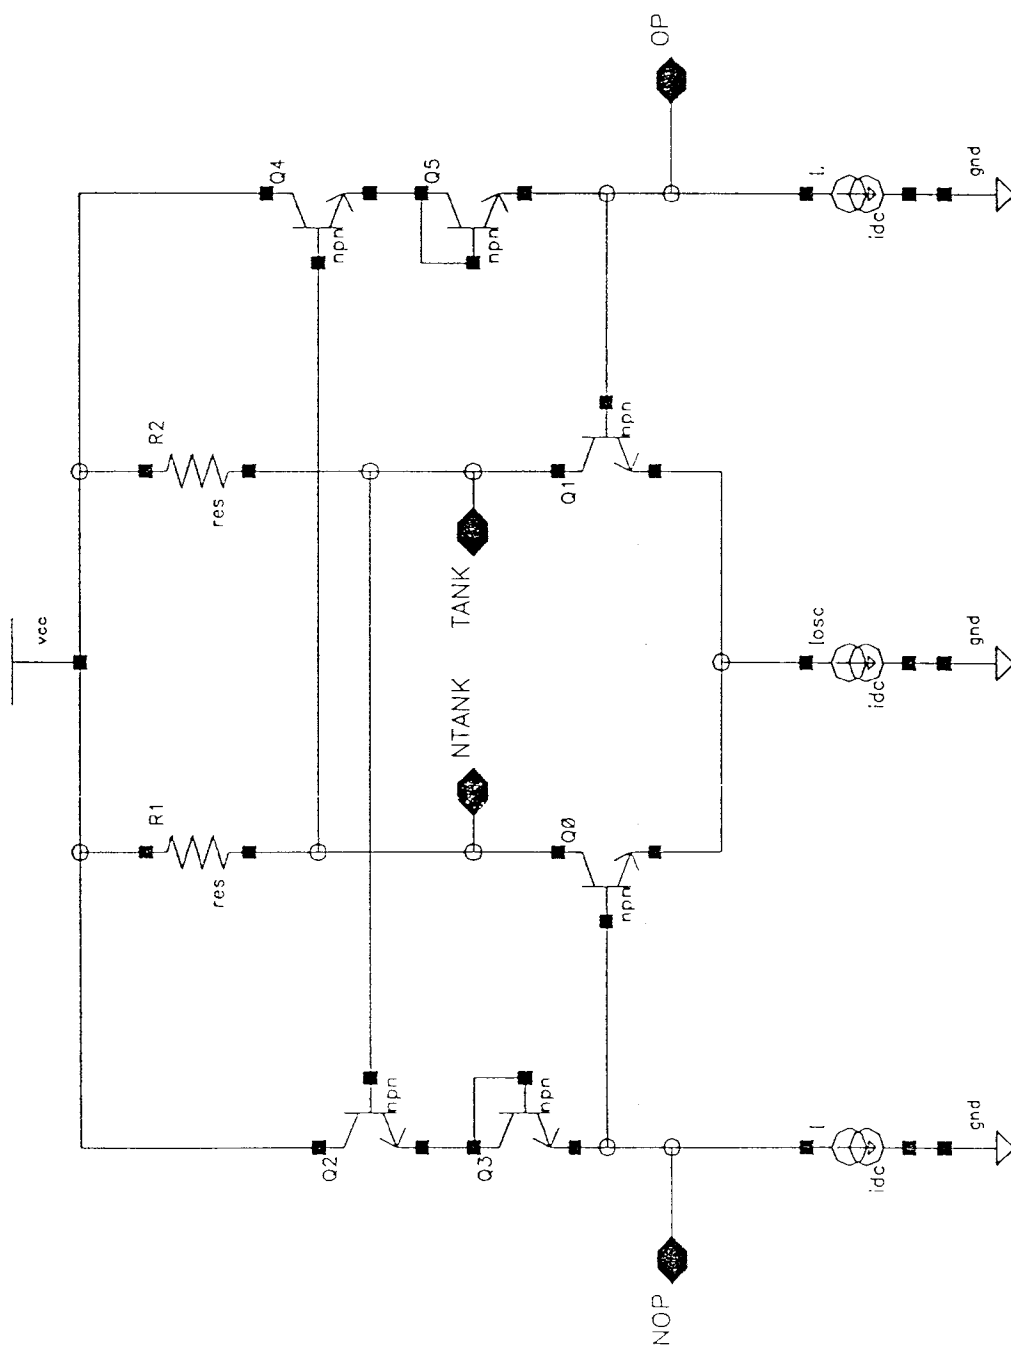 vcc
R1
res
R2
res
Q4
npn
Q5
npn
Q2
npn
Q3
npn
NTANK
TANK
Q0
npn
Q1
npn
OP
NOP
I
idc
gnd
Iosc
idc
gnd
idc
gnd